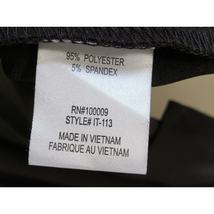 95% POLYESTER
5% SPANDEX
RN#100009
STYLE# IT-113
MADE IN VIETNAM
FABRIQUE AU VIETNAM